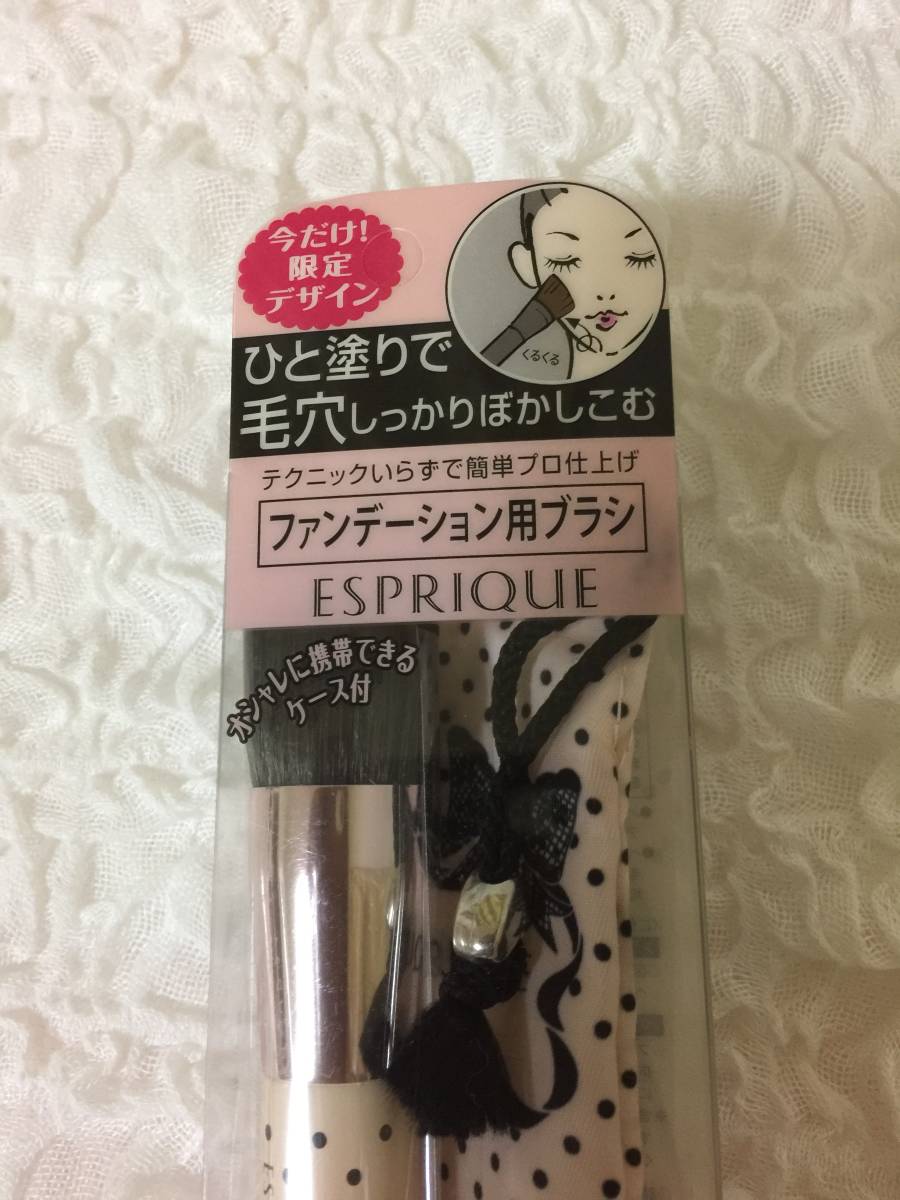 今だけ!
限定
デザイン
くるくる
ひと塗りで
毛穴しっかりぼかしこむ
テクニックいらずで簡単プロ仕上げ
ファンデーション用ブラシ
ESPRIQUE
オシャレに携帯できる
ケース付